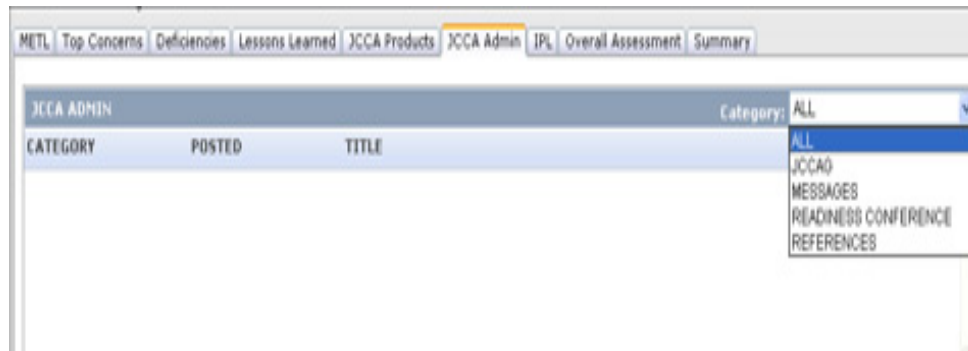 METL Top Concerns Deficiencies Lessons Learned JCCA Products JCCA Admin IPL Overall Assessment Summary
JCCA ADMIN Category: ALL
CATEGORY POSTED TITLE
ALL
JCCAG
MESSAGES
READINESS CONFERENCE
REFERENCES